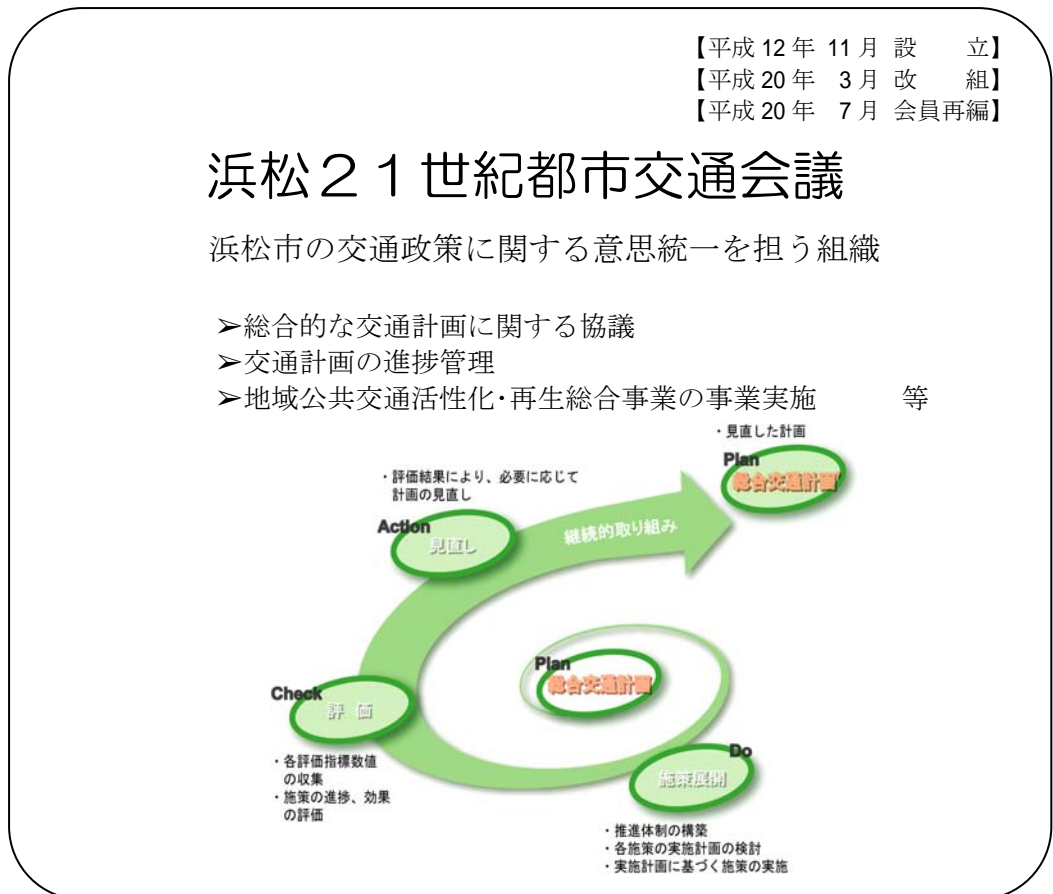 【平成 12 年 11 月 設　　立】
【平成 20 年　3 月 改　　組】
【平成 20 年　7 月 会員再編】
浜松２１世紀都市交通会議
浜松市の交通政策に関する意思統一を担う組織
➢総合的な交通計画に関する協議
➢交通計画の進捗管理
➢地域公共交通活性化･再生総合事業の事業実施　　　等
・見直した計画
Plan
総合交通計画
・評価結果により、必要に応じて
計画の見直し
Action
見直し
継続的取り組み
Plan
総合交通計画
Check
評 価
・各評価指標数値
の収集
・施策の進捗、効果
の評価
Do
施策展開
・推進体制の構築
・各施策の実施計画の検討
・実施計画に基づく施策の実施